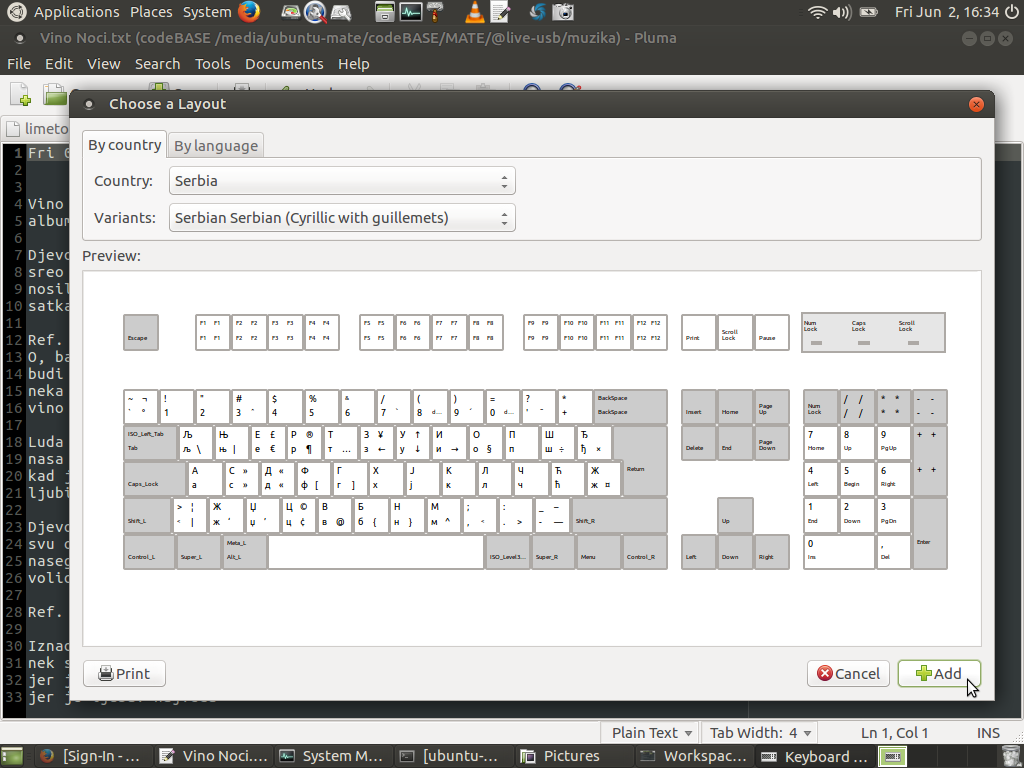 Applications Places System Fri Jun 2, 16:34
Vino Noci.txt (codeBASE /media/ubuntu-mate/codeBASE/MATE/@live-usb/muzika) - Pluma
File Edit View Search Tools Documents Help
Choose a Layout
limeto
By country By language
Country: Serbia
Variants: Serbian Serbian (Cyrillic with guillemets)
Preview:
1 Fri
2
3
4 Vino
5 album
6
7 Djevo
8 sreo
9 nosil
10 satka
11
12 Ref.
13 O, ba
14 budi
15 neka
16 vino
17
18 Luda
19 nasa
20 kad j
21 ljubi
22
23 Djevo
24 svu
25 naseg
26 volid
27
28 Ref.
29
30 Iznad
31 nek s
32 jer j
33
Escape F1 F1 F2 F2 F3 F3 F4 F4 F5 F5 F6 F6 F7 F7 F8 F8 F9 F9 F10 F10 F11 F11 F12 F12 Print Scroll Lock Pause Num Lock Caps Lock Scroll Lock
F1 F1 F2 F2 F3 F3 F4 F4 F5 F5 F6 F6 F7 F7 F8 F8 F9 F9 F10 F10 F11 F11 F12 F12
~ ¬ ! " # $ % & / ( ) = ? * BackSpace
` ° 1 2 3 ^ 4 5 6 7 ` 8 d... 9 ´ 0 d... ' ¨ + BackSpace
Insert Home Page Up Num Lock / / * * - -
/ / * * - -
ISO_Left_Tab Љ Њ Е £ Р ® Т З ¥ У ↑ И О § П Ш Ђ
Tab љ \ њ | е € р ¶ т ... з ← у ↓ и → о ş п ш ÷ ђ ×
Delete End Page Down 7 8 9 + +
Home Up PgUp
А С » Д « Ф Г Х Ј К Л Ч Ћ Ж Return
Caps_Lock а с » д « ф [ г ] х ј к л ч ћ ж ¤
4 5 6 + +
Left Begin Right
> ¦ Ж Џ Ц © В Б Н М ; : _ –
Shift_L < | ж ‘ џ ’ ц ¢ в @ б { н } м ^ , < . > - — Shift_R
Up 1 2 3
End Down PgDn Enter
Control_L Super_L Meta_L Alt_L ISO_Level3... Super_R Menu Control_R
Left Down Right 0 ,
Ins Del
Print Cancel Add
Plain Text Tab Width: 4 Ln 1, Col 1 INS
[Sign-In - ... Vino Noci.... System M... [ubuntu-... Pictures Workspac... Keyboard ...